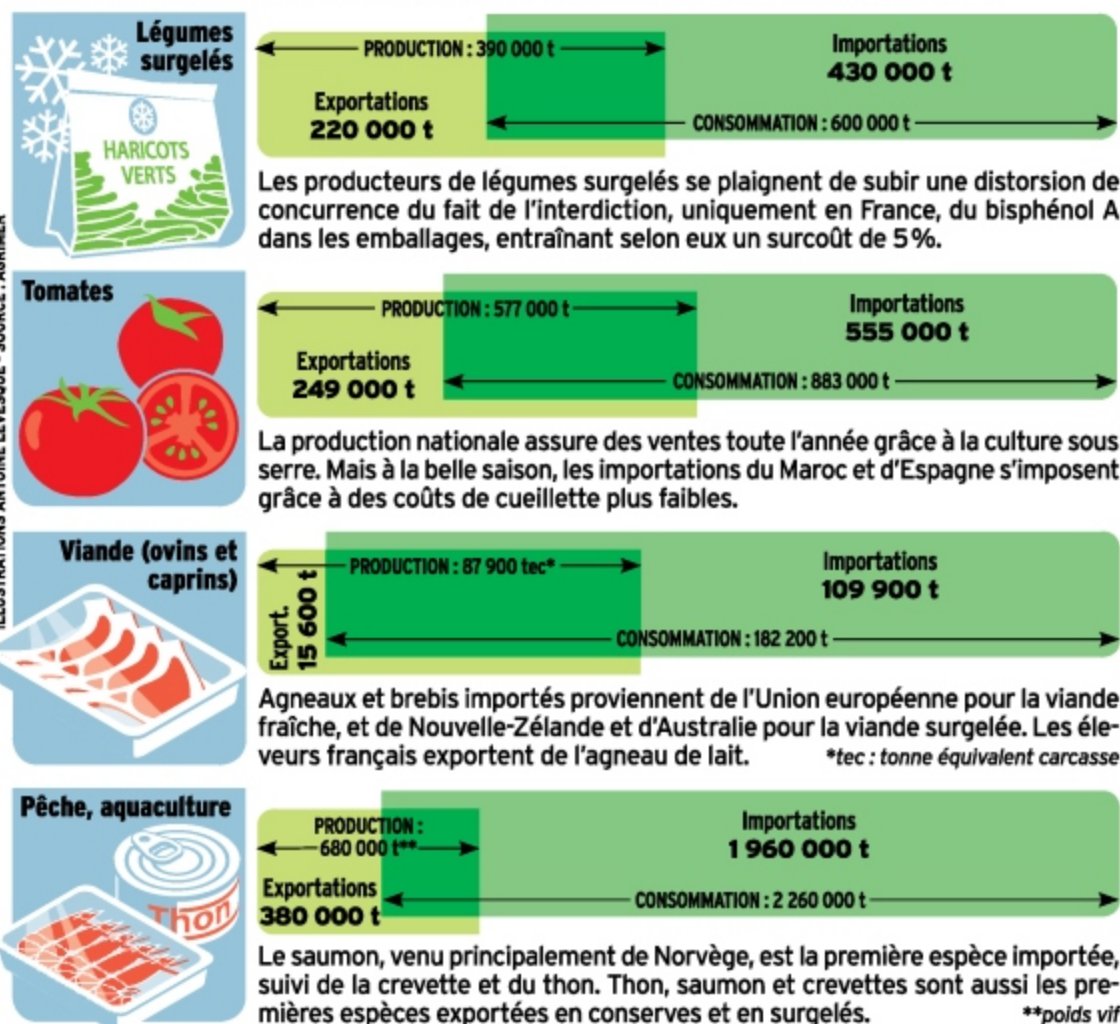 Légumes
surgelés
HARICOTS
VERTS
PRODUCTION : 390 000 t
Exportations
220 000 t
Importations
430 000 t
CONSOMMATION : 600 000 t
Les producteurs de légumes surgelés se plaignent de subir une distorsion de
concurrence du fait de l'interdiction, uniquement en France, du bisphénol A
dans les emballages, entraînant selon eux un surcoût de 5 %.
Tomates
PRODUCTION : 577 000 t
Exportations
249 000 t
Importations
555 000 t
CONSOMMATION : 883 000 t
La production nationale assure des ventes toute l'année grâce à la culture sous
serre. Mais à la belle saison, les importations du Maroc et d'Espagne s'imposent
grâce à des coûts de cueillette plus faibles.
Viande (ovins et
caprins)
PRODUCTION : 87 900 tec*
Export.
15 600 t
Importations
109 900 t
CONSOMMATION : 182 200 t
Agneaux et brebis importés proviennent de l'Union européenne pour la viande
fraîche, et de Nouvelle-Zélande et d'Australie pour la viande surgelée. Les éle-
veurs français exportent de l'agneau de lait.
*tec : tonne équivalent carcasse
Pêche, aquaculture
Thon
PRODUCTION :
680 000 t**
Exportations
380 000 t
Importations
1 960 000 t
CONSOMMATION : 2 260 000 t
Le saumon, venu principalement de Norvège, est la première espèce importée,
suivi de la crevette et du thon. Thon, saumon et crevettes sont aussi les pre-
mières espèces exportées en conserves et en surgelés.
**poids vif